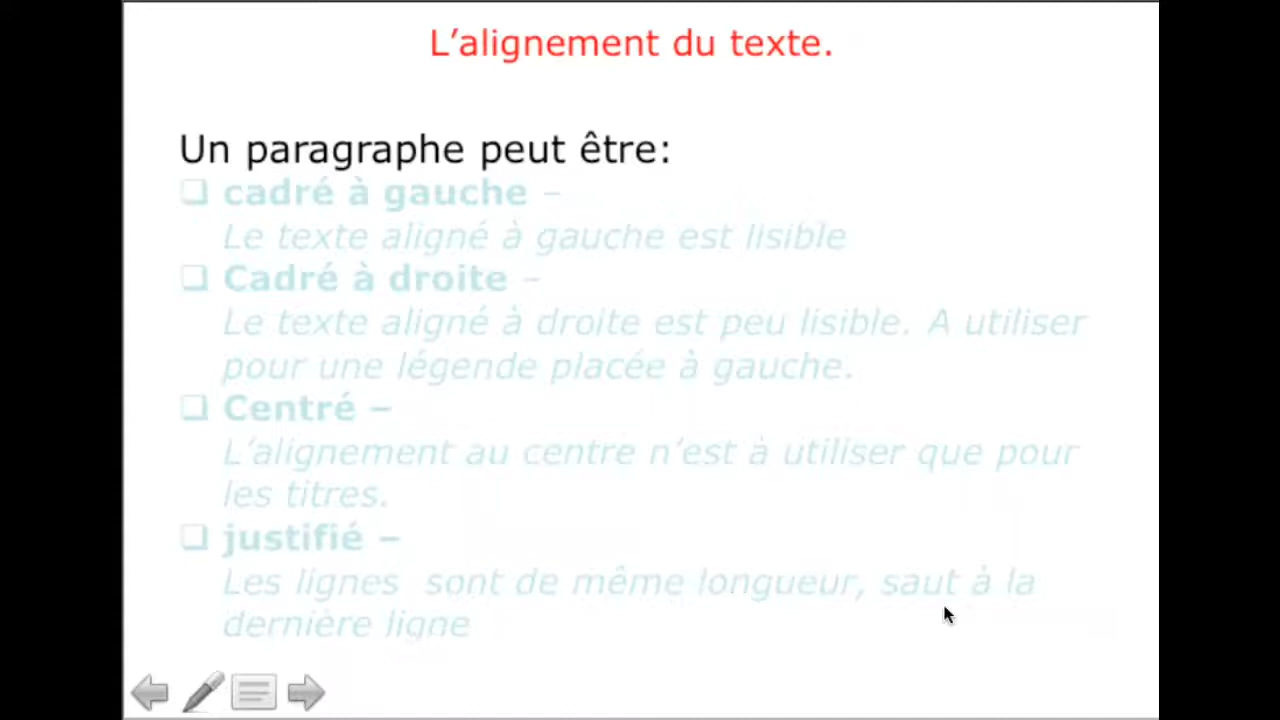 L’alignement du texte.
Un paragraphe peut être:
❑ cadré à gauche –
Le texte aligné à gauche est lisible
❑ Cadré à droite –
Le texte aligné à droite est peu lisible. A utiliser
pour une légende placée à gauche.
❑ Centré –
L’alignement au centre n’est à utiliser que pour
les titres.
❑ justifié –
Les lignes  sont de même longueur, saut à la
dernière ligne